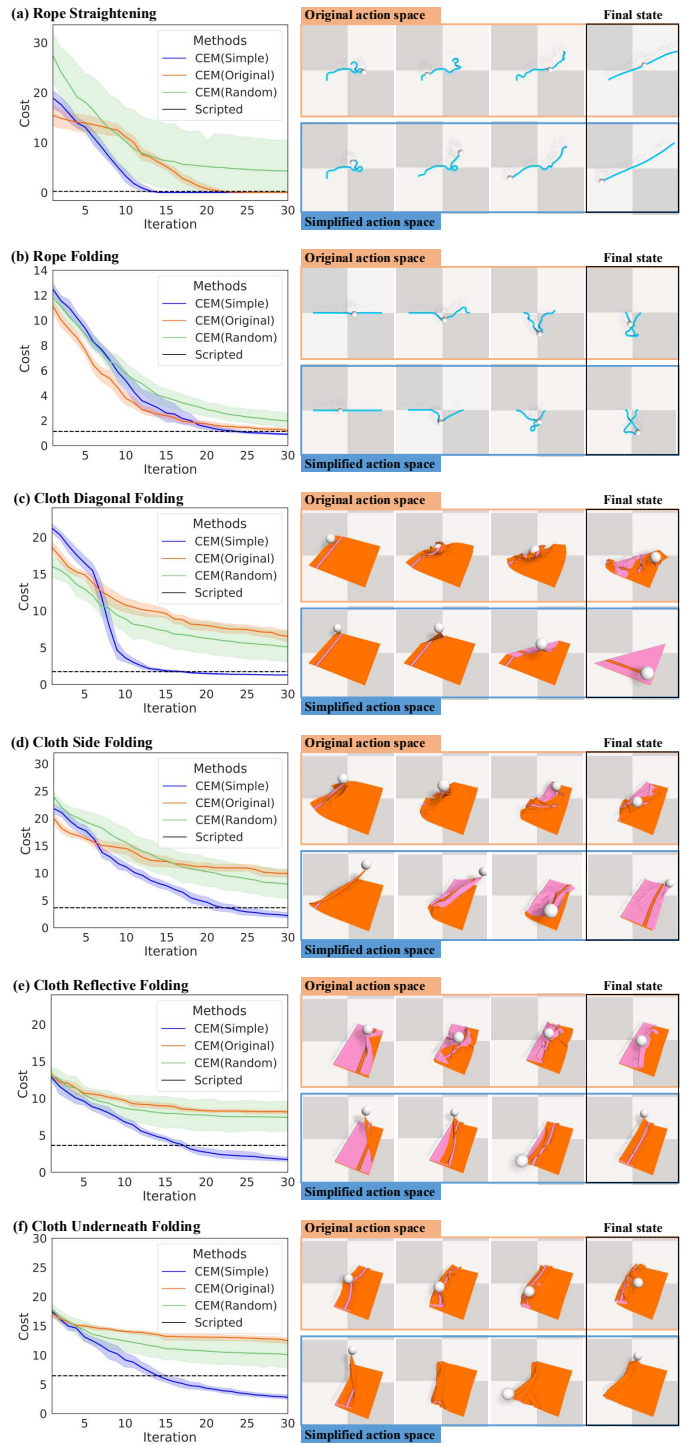 (a) Rope Straightening
Original action space
Final state
Cost
30
20
10
0
Methods
CEM(Simple)
CEM(Original)
CEM(Random)
Scripted
5 10 15 20 25 30
Iteration
Simplified action space
(b) Rope Folding
Original action space
Final state
Cost
14
12
10
8
6
4
2
0
Methods
CEM(Simple)
CEM(Original)
CEM(Random)
Scripted
5 10 15 20 25 30
Iteration
Simplified action space
(c) Cloth Diagonal Folding
Original action space
Final state
Cost
20
15
10
5
0
Methods
CEM(Simple)
CEM(Original)
CEM(Random)
Scripted
5 10 15 20 25 30
Iteration
Simplified action space
(d) Cloth Side Folding
Original action space
Final state
Cost
30
25
20
15
10
5
0
Methods
CEM(Simple)
CEM(Original)
CEM(Random)
Scripted
5 10 15 20 25 30
Iteration
Simplified action space
(e) Cloth Reflective Folding
Original action space
Final state
Cost
20
15
10
5
0
Methods
CEM(Simple)
CEM(Original)
CEM(Random)
Scripted
5 10 15 20 25 30
Iteration
Simplified action space
(f) Cloth Underneath Folding
Original action space
Final state
Cost
30
25
20
15
10
5
0
Methods
CEM(Simple)
CEM(Original)
CEM(Random)
Scripted
5 10 15 20 25 30
Iteration
Simplified action space